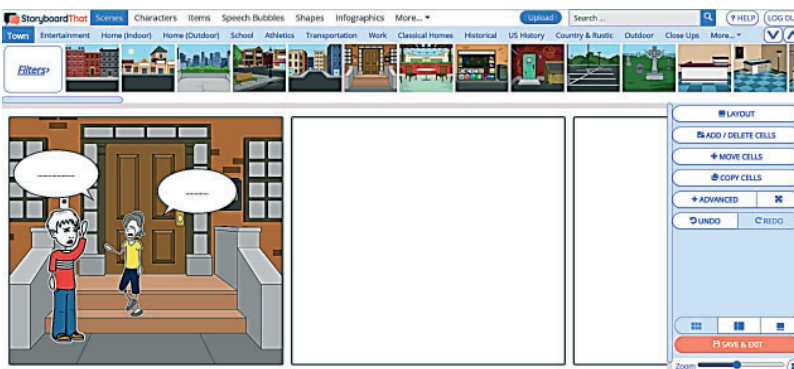 StoryboardThat Scenes Characters Items Speech Bubbles Shapes Infographics More... Upload Search ... ? HELP LOG OU
Town Entertainment Home (Indoor) Home (Outdoor) School Athletics Transportation Work Classical Homes Historical US History Country & Rustic Outdoor Close Ups More...
Filters>
LAYOUT
ADD / DELETE CELLS
MOVE CELLS
COPY CELLS
+ ADVANCED
UNDO REDO
SAVE & EXIT
Zoom